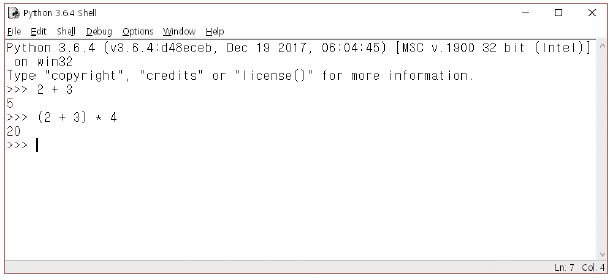 Python 3.6.4 Shell
File Edit Shell Debug Options Window Help
Python 3.6.4 (v3.6.4:d48eceb, Dec 19 2017, 06:04:45) [MSC v.1900 32 bit (Intel)]
on win32
Type "copyright", "credits" or "license()" for more information.
>>> 2 + 3
5
>>> (2 + 3) * 4
20
>>>
Ln: 7 Col: 4